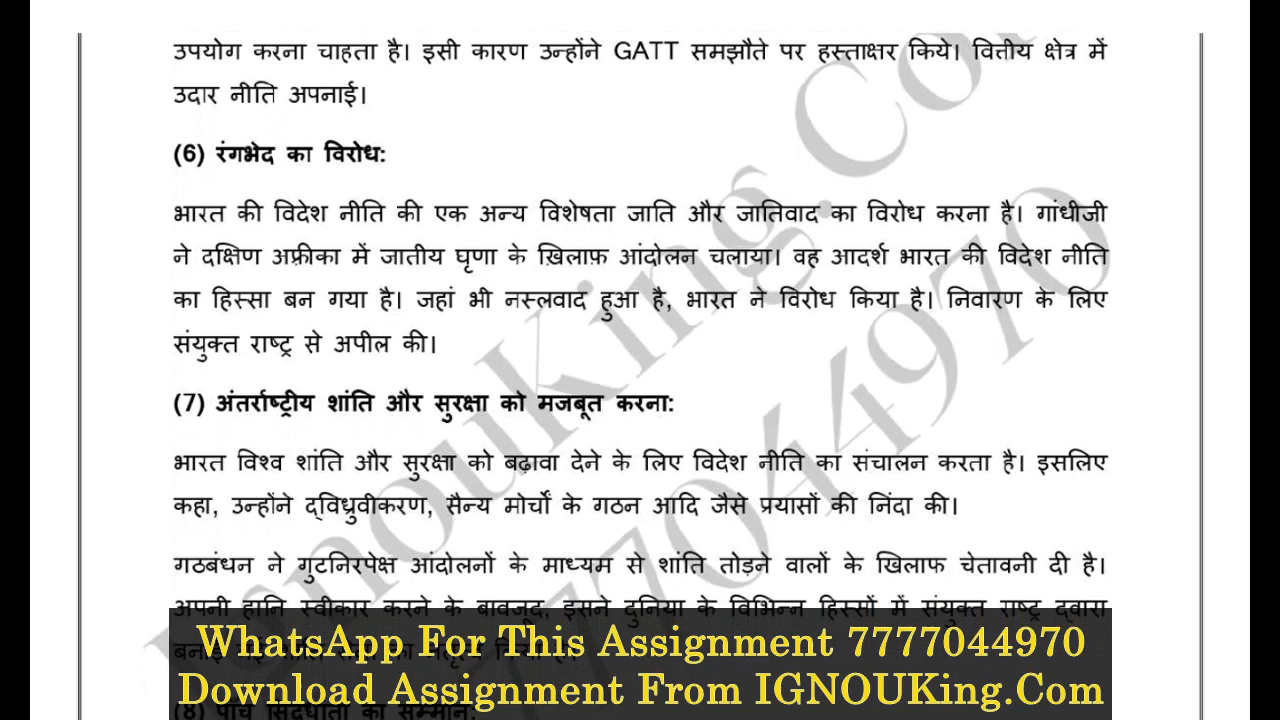 उपयोग करना चाहता है। इसी कारण उन्होंने GATT समझौते पर हस्ताक्षर किये। वितीय क्षेत्र में
उदार नीति अपनाई।
(6) रंगभेद का विरोध:
भारत की विदेश नीति की एक अन्य विशेषता जाति और जातिवाद का विरोध करना है। गांधीजी
ने दक्षिण अफ़्रीका में जातीय घृणा के ख़िलाफ़ आंदोलन चलाया। वह आदर्श भारत की विदेश नीति
का हिस्सा बन गया है। जहां भी नस्लवाद हुआ है, भारत ने विरोध किया है। निवारण के लिए
संयुक्त राष्ट्र से अपील की।
(7) अंतर्राष्ट्रीय शांति और सुरक्षा को मजबूत करना:
भारत विश्व शांति और सुरक्षा को बढ़ावा देने के लिए विदेश नीति का संचालन करता है। इसलिए
कहा, उन्होंने द्विध्रुवीकरण, सैन्य मोर्चों के गठन आदि जैसे प्रयासों की निंदा की।
गठबंधन ने गुटनिरपेक्ष आंदोलनों के माध्यम से शांति तोड़ने वालों के खिलाफ चेतावनी दी है।
अपनी हानि स्वीकार करने के बावजूद, इसने दुनिया के विभिन्न हिस्सों में संयुक्त राष्ट्र द्वारा
WhatsApp For This Assignment 7777044970
Download Assignment From IGNOUKing.Com
(8) पांच सिद्धांतों का सम्मान: